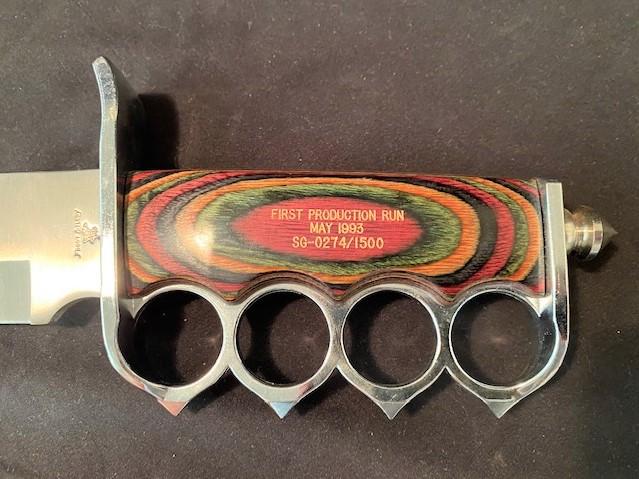 FIRST PRODUCTION RUN
MAY 1993
SG-0274/1500